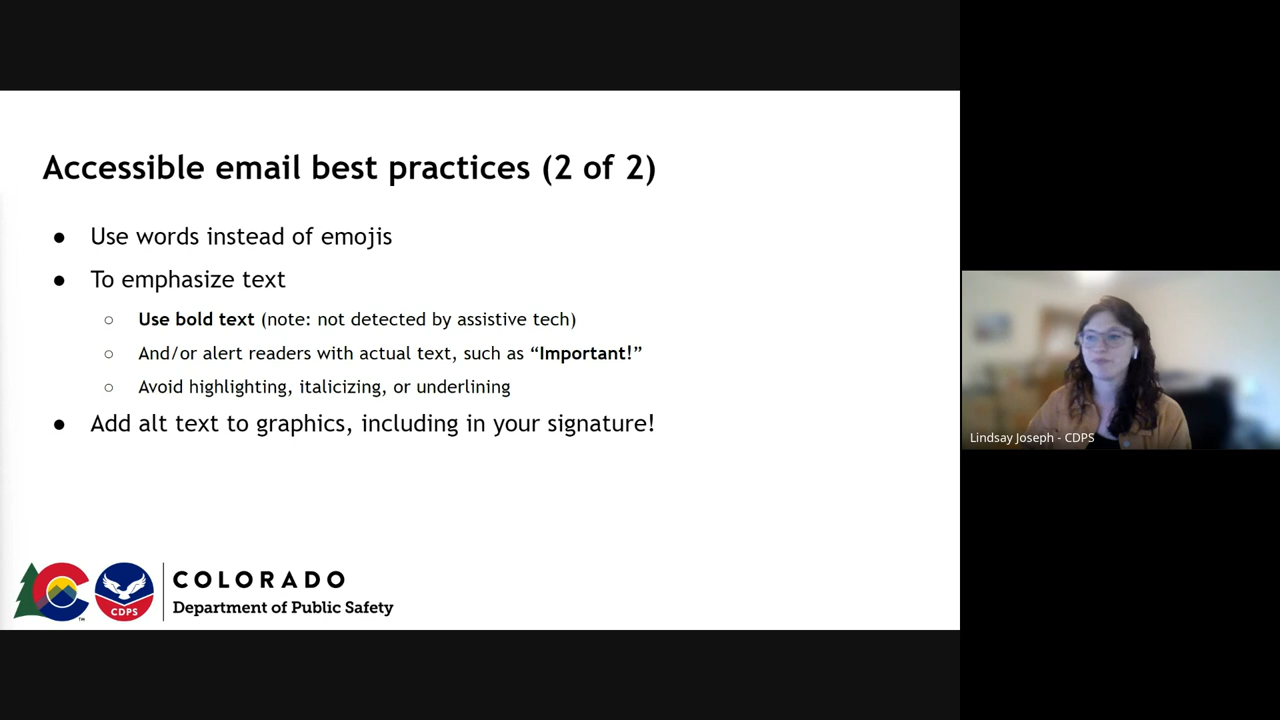 Accessible email best practices (2 of 2)
● Use words instead of emojis
● To emphasize text
○ Use bold text (note: not detected by assistive tech)
○ And/or alert readers with actual text, such as “Important!”
○ Avoid highlighting, italicizing, or underlining
● Add alt text to graphics, including in your signature!
CDPS
TM
COLORADO
Department of Public Safety
Lindsay Joseph - CDPS